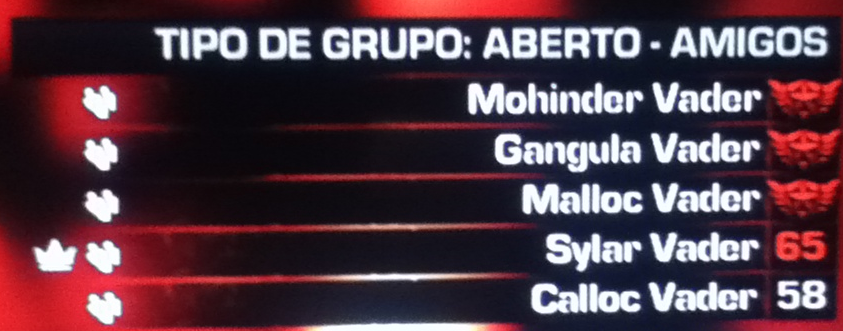 TIPO DE GRUPO: ABERTO - AMIGOS
Mohinder Vader
Gangula Vader
Malloc Vader
Sylar Vader 65
Calloc Vader 58